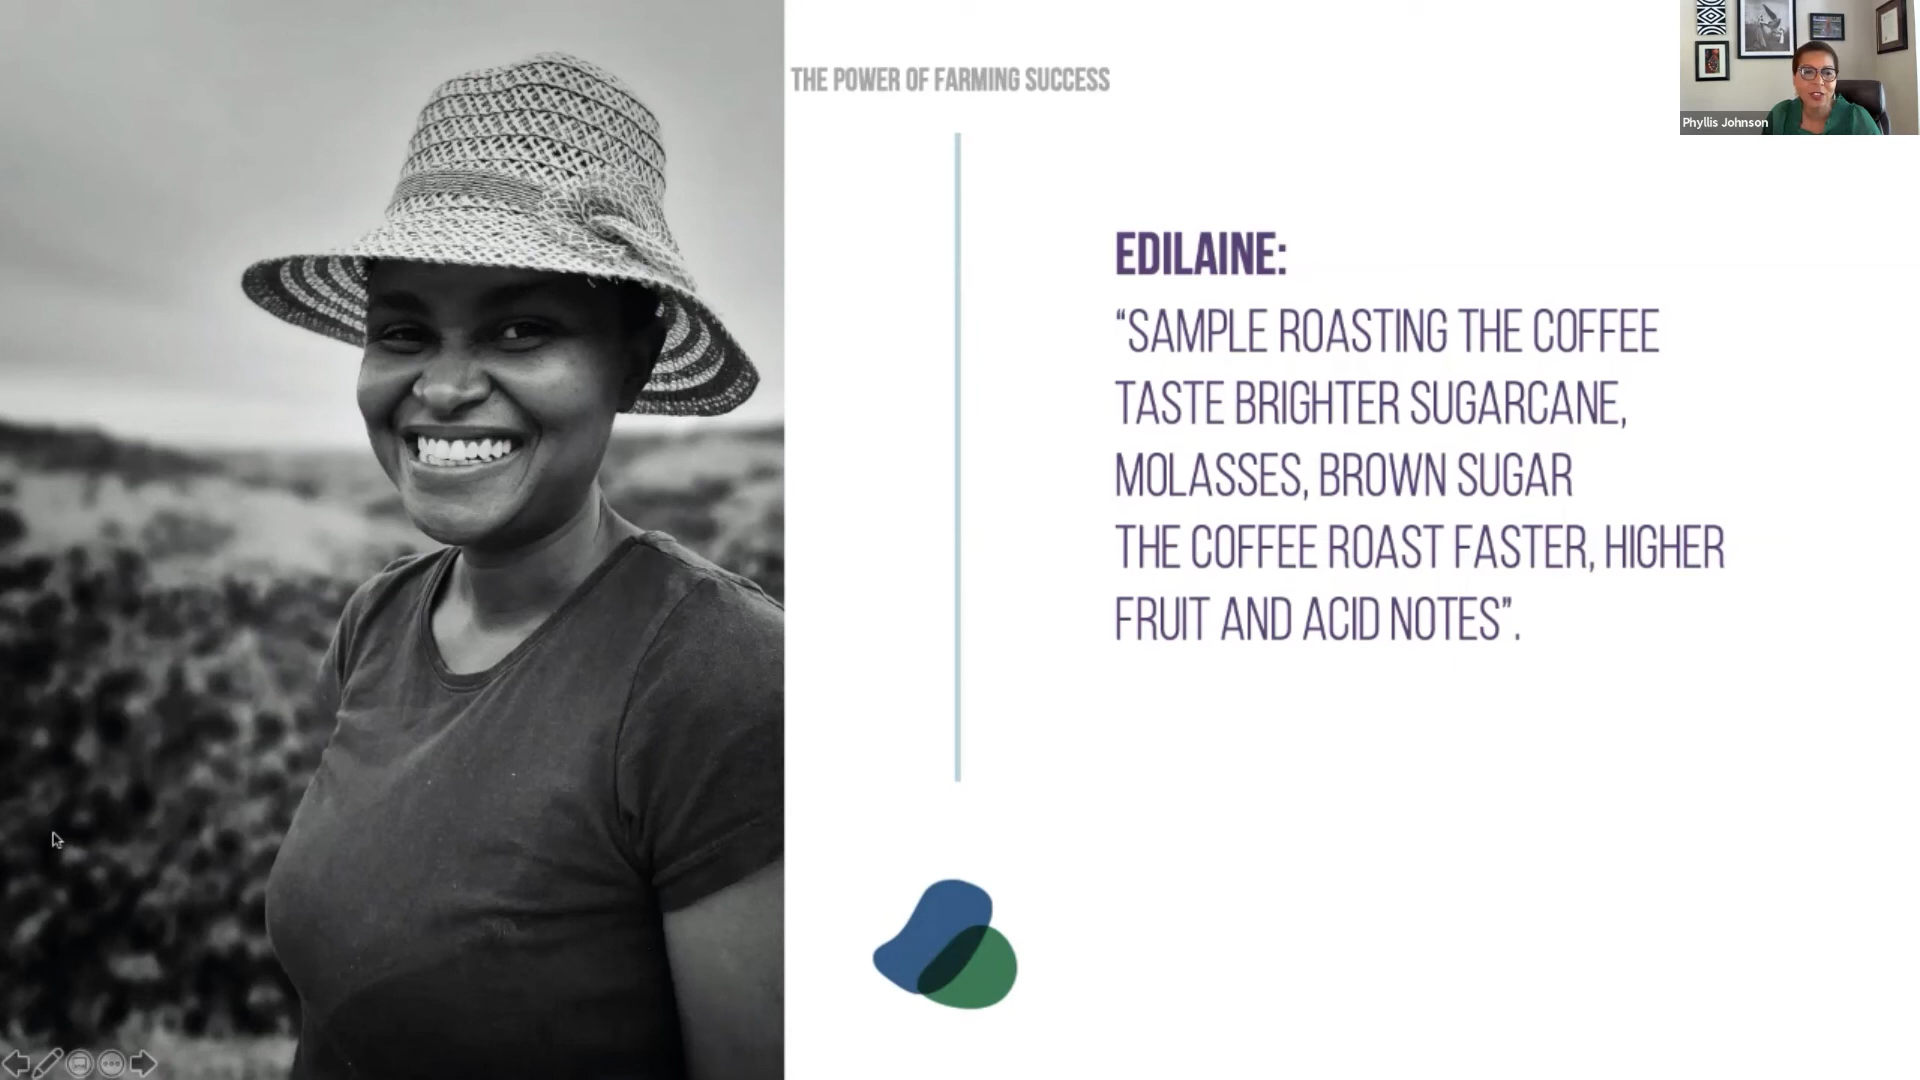 THE POWER OF FARMING SUCCESS
Phyllis Johnson
EDILAINE:
“SAMPLE ROASTING THE COFFEE
TASTE BRIGHTER SUGARCANE,
MOLASSES, BROWN SUGAR
THE COFFEE ROAST FASTER, HIGHER
FRUIT AND ACID NOTES”.